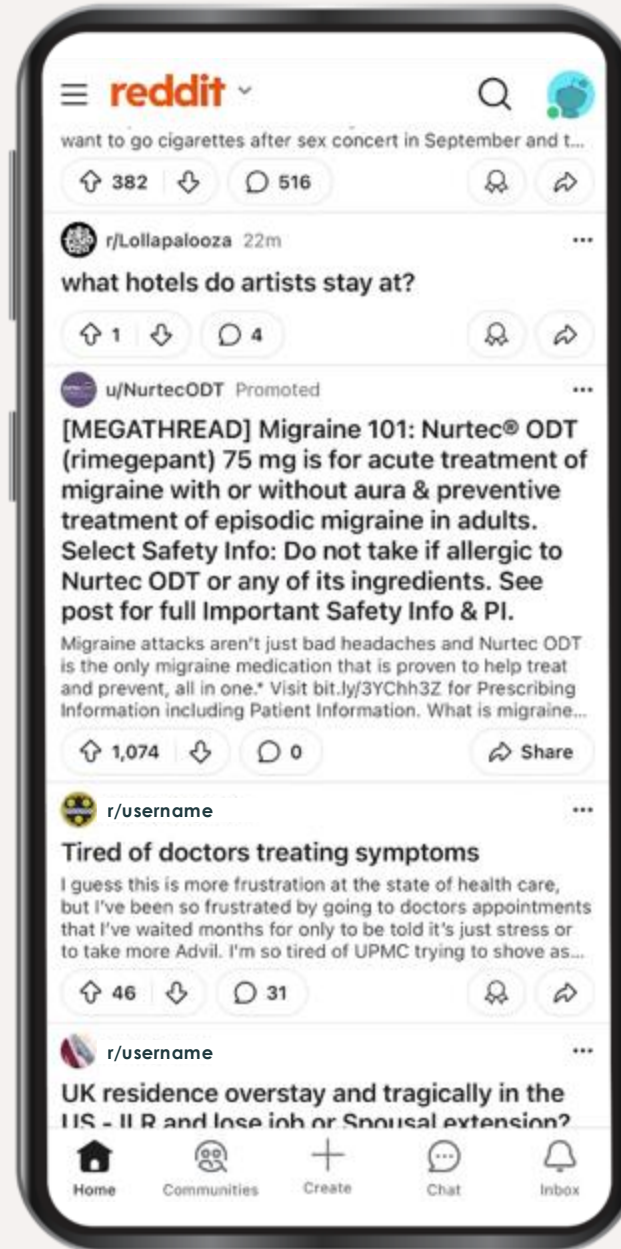 reddit
want to go cigarettes after sex concert in September and t...
382 516
r/Lollapalooza 22m
what hotels do artists stay at?
1 4
u/NurtecODT Promoted
[MEGATHREAD] Migraine 101: Nurtec® ODT
(rimegepant) 75 mg is for acute treatment of
migraine with or without aura & preventive
treatment of episodic migraine in adults.
Select Safety Info: Do not take if allergic to
Nurtec ODT or any of its ingredients. See
post for full Important Safety Info & PI.
Migraine attacks aren't just bad headaches and Nurtec ODT
is the only migraine medication that is proven to help treat
and prevent, all in one.* Visit bit.ly/3YChh3Z for Prescribing
Information including Patient Information. What is migraine...
1,074 0 Share
r/username
Tired of doctors treating symptoms
I guess this is more frustration at the state of health care,
but I've been so frustrated by going to doctors appointments
that I've waited months for only to be told it's just stress or
to take more Advil. I'm so tired of UPMC trying to shove as...
46 31
r/username
UK residence overstay and tragically in the
US - ILR and lose job or Spousal extension?
Home Communities Create Chat Inbox